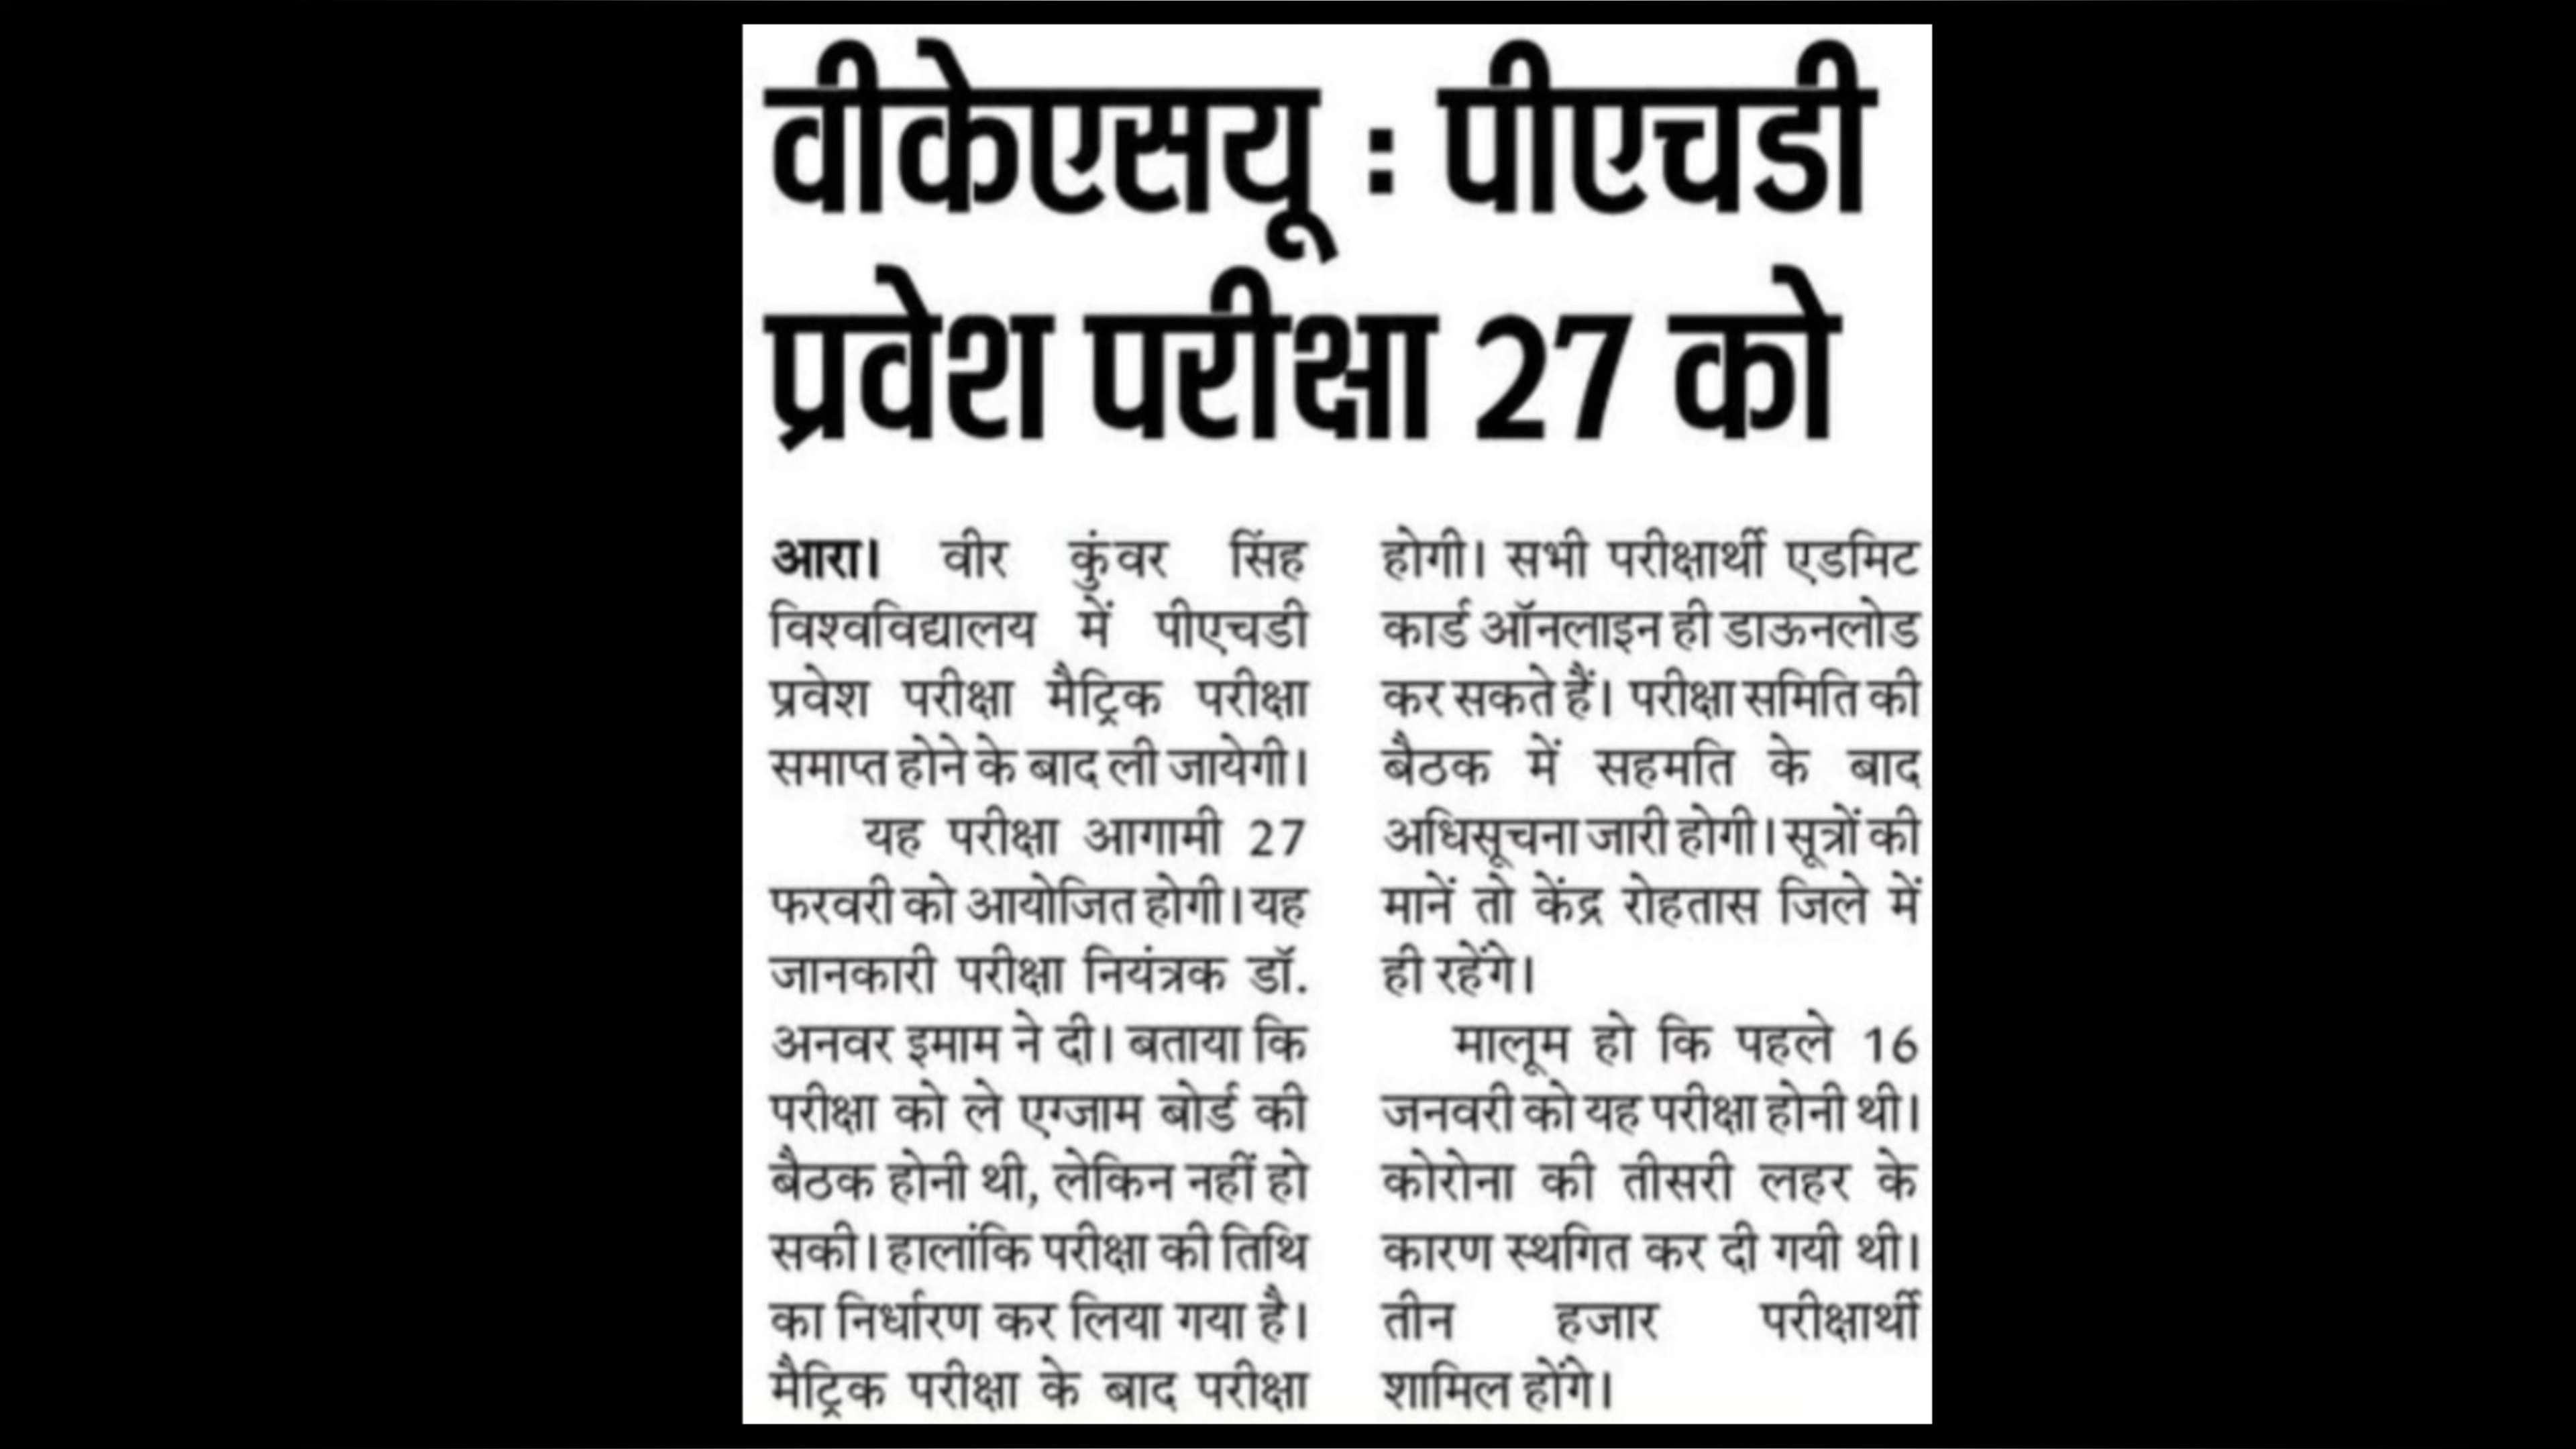 वीकेएसयू : पीएचडी
प्रवेश परीक्षा 27 को
आरा। वीर कुंवर सिंह
विश्वविद्यालय में पीएचडी
प्रवेश परीक्षा मैट्रिक परीक्षा
समाप्त होने के बाद ली जायेगी।
यह परीक्षा आगामी 27
फरवरी को आयोजित होगी। यह
जानकारी परीक्षा नियंत्रक डॉ.
अनवर इमाम ने दी। बताया कि
परीक्षा को ले एग्जाम बोर्ड की
बैठक होनी थी, लेकिन नहीं हो
सकी। हालांकि परीक्षा की तिथि
का निर्धारण कर लिया गया है।
मैट्रिक परीक्षा के बाद परीक्षा
होगी। सभी परीक्षार्थी एडमिट
कार्ड ऑनलाइन ही डाऊनलोड
कर सकते हैं। परीक्षा समिति की
बैठक में सहमति के बाद
अधिसूचना जारी होगी। सूत्रों की
मानें तो केंद्र रोहतास जिले में
ही रहेंगे।
मालूम हो कि पहले 16
जनवरी को यह परीक्षा होनी थी।
कोरोना की तीसरी लहर के
कारण स्थगित कर दी गयी थी।
तीन हजार परीक्षार्थी
शामिल होंगे।